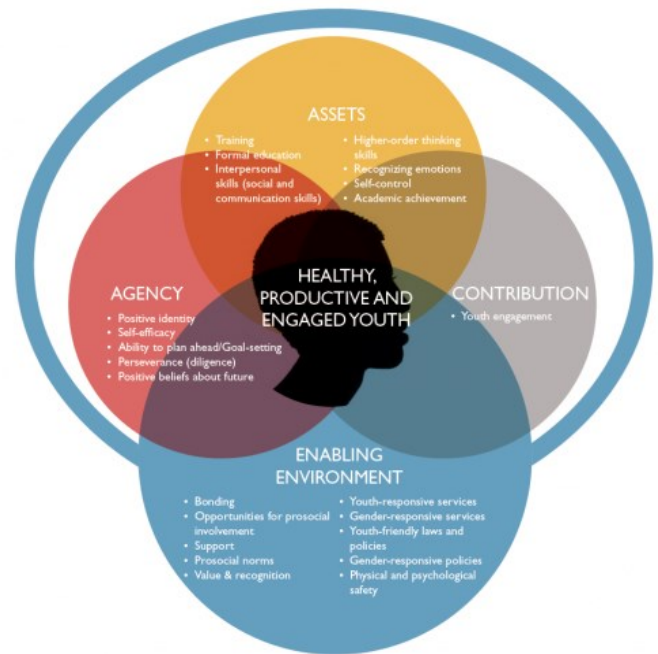 ASSETS
• Training
• Formal education
• Interpersonal
skills (social and
communication skills)
• Higher-order thinking
skills
• Recognizing emotions
• Self-control
• Academic achievement
AGENCY
• Positive identity
• Self-efficacy
• Ability to plan ahead/Goal-setting
• Perseverance (diligence)
• Positive beliefs about future
HEALTHY,
PRODUCTIVE AND
ENGAGED YOUTH
CONTRIBUTION
• Youth engagement
ENABLING
ENVIRONMENT
• Bonding
• Opportunities for prosocial
involvement
• Support
• Prosocial norms
• Value & recognition
• Youth-responsive services
• Gender-responsive services
• Youth-friendly laws and
policies
• Gender-responsive policies
• Physical and psychological
safety